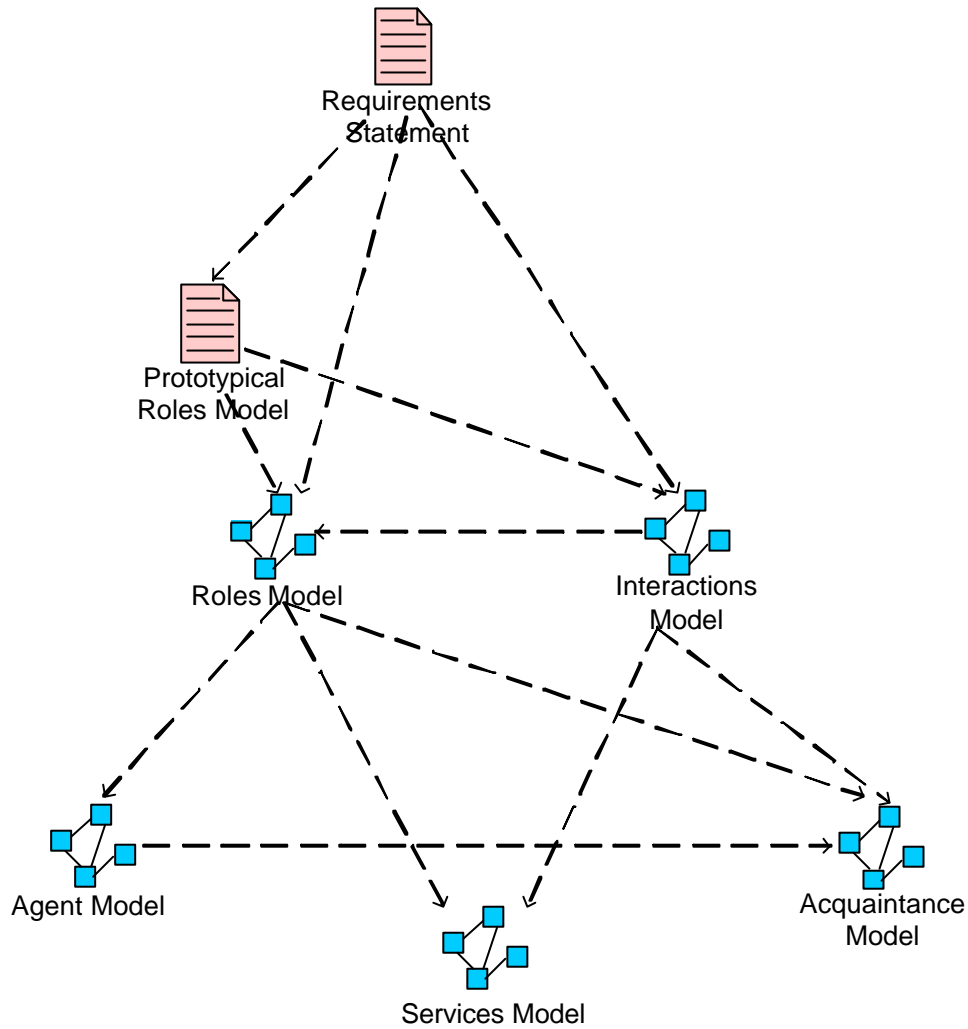 Requirements
Statement
Prototypical
Roles Model
Roles Model
Interactions
Model
Agent Model
Acquaintance
Model
Services Model